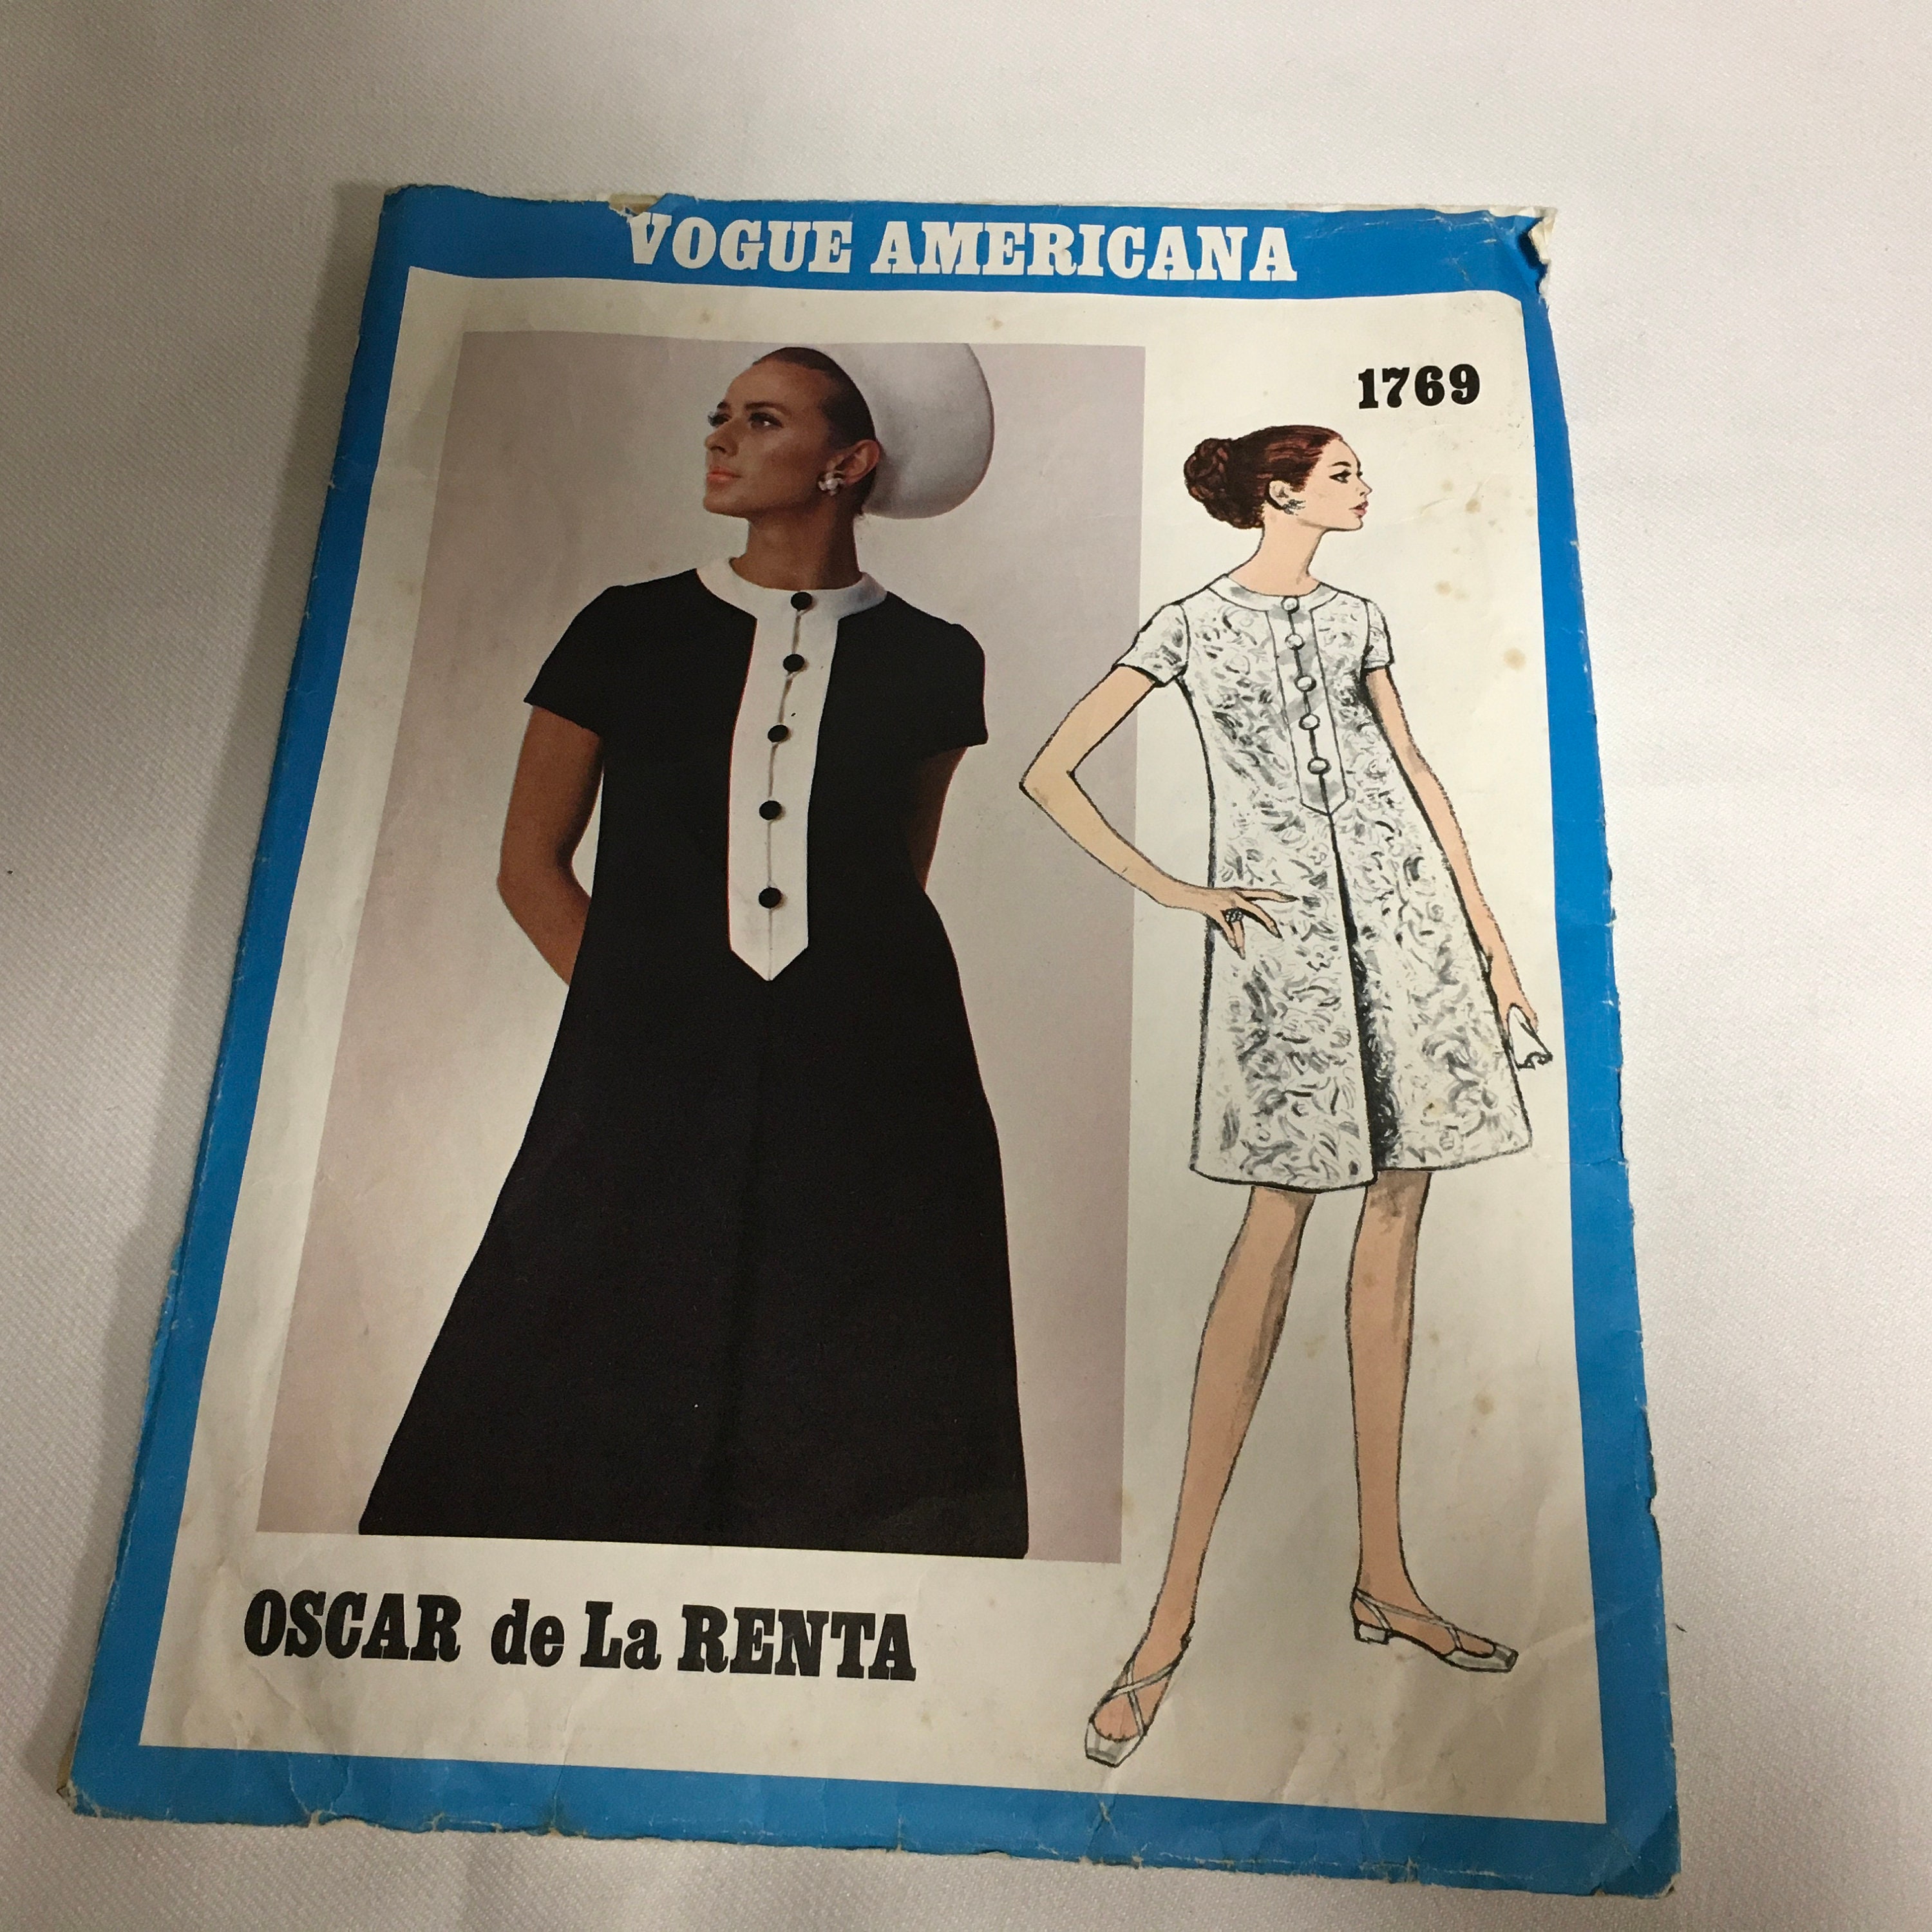 VOGUE AMERICANA
1769
OSCAR de La RENTA